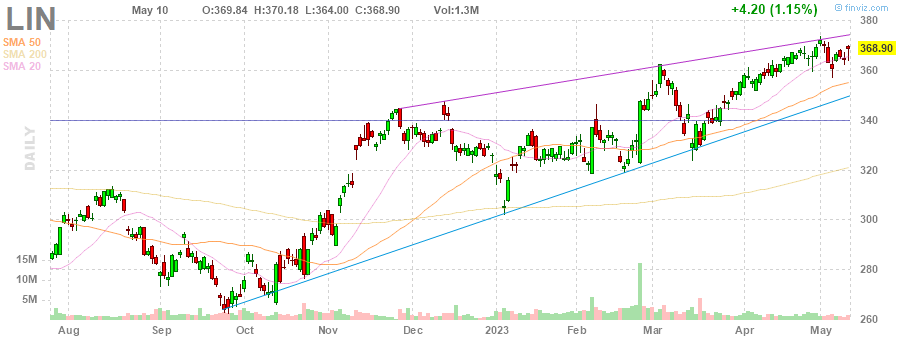 LIN May 10 O:369.84 H:370.18 L:364.00 C:368.90 Vol:1.3M +4.20 (1.15%) finviz.com
SMA 50
SMA 200
SMA 20
DAILY
380
368.90
360
340
320
300
280
260
15M
10M
5M
Aug Sep Oct Nov Dec 2023 Feb Mar Apr May